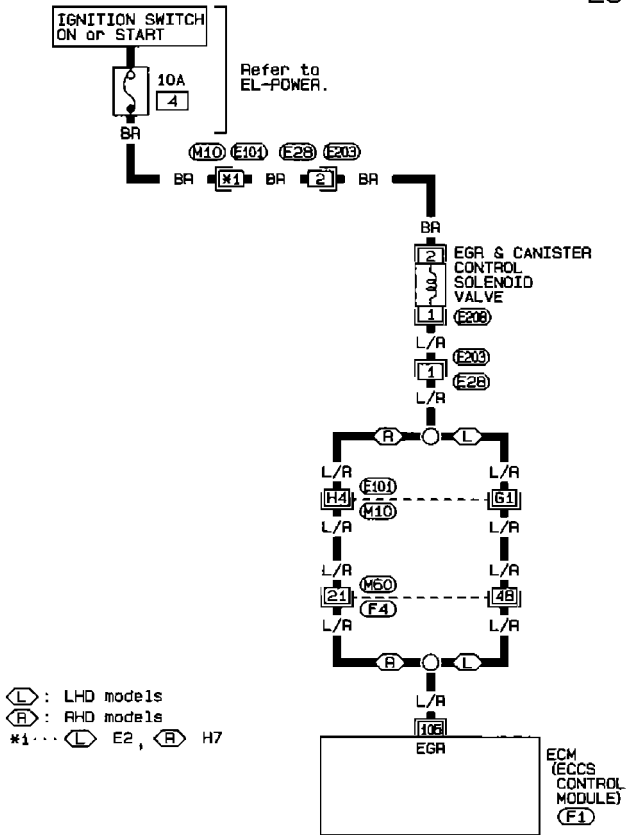 IGNITION SWITCH
ON or START
10A
4
Refer to
EL-POWER.
BR
M10 E101 E28 E203
BR *1 BR 2 BR
BR
2
EGR & CANISTER
CONTROL
SOLENOID
VALVE
1 E208
L/R
E203
1
E28
L/R
R L
L/R L/R
E101
H4 G1
M10
L/R L/R
L/R L/R
M60
21 48
F4
L/R L/R
R L
L/R
105
EGR
ECM
(ECCS
CONTROL
MODULE)
F1
L : LHD models
R : RHD models
*1··· L E2, R H7